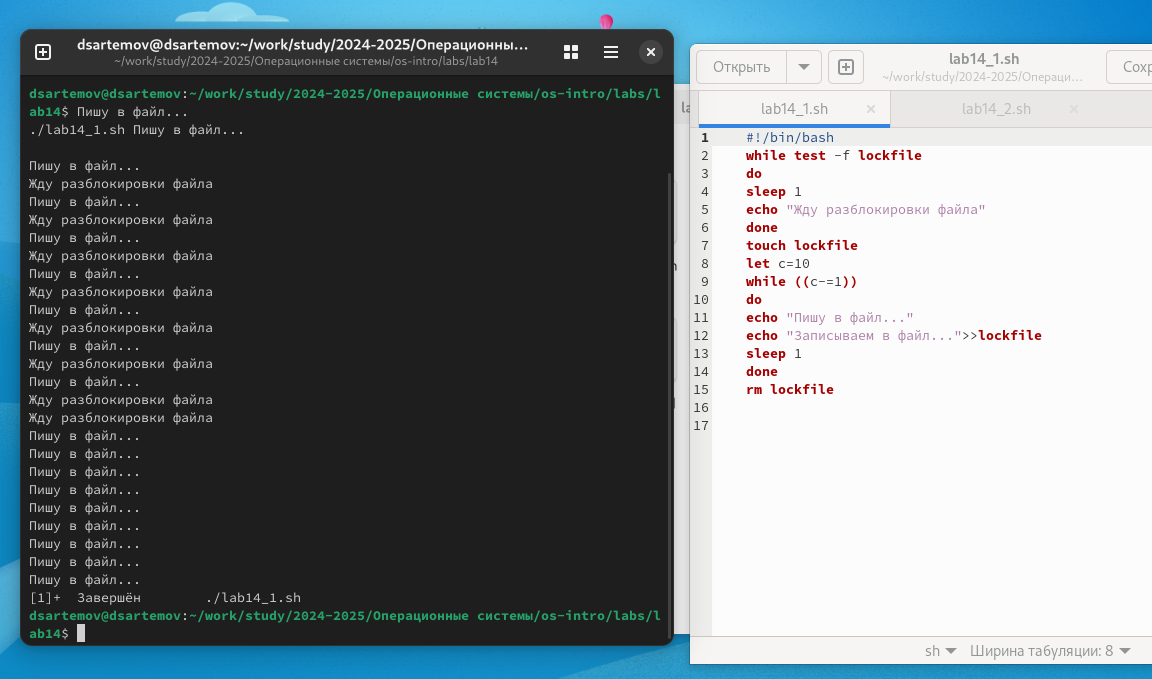 dsartemov@dsartemov:~/work/study/2024-2025/Операционны...
~/work/study/2024-2025/Операционные системы/os-intro/labs/lab14
dsartemov@dsartemov:~/work/study/2024-2025/Операционные системы/os-intro/labs/l
ab14$ Пишу в файл...
./lab14_1.sh Пишу в файл...
Пишу в файл...
Жду разблокировки файла
Пишу в файл...
Жду разблокировки файла
Пишу в файл...
Жду разблокировки файла
Пишу в файл...
Жду разблокировки файла
Пишу в файл...
Жду разблокировки файла
Пишу в файл...
Жду разблокировки файла
Пишу в файл...
Жду разблокировки файла
Жду разблокировки файла
Пишу в файл...
Пишу в файл...
Пишу в файл...
Пишу в файл...
Пишу в файл...
Пишу в файл...
Пишу в файл...
Пишу в файл...
Пишу в файл...
[1]+  Завершён        ./lab14_1.sh
dsartemov@dsartemov:~/work/study/2024-2025/Операционные системы/os-intro/labs/l
ab14$
Открыть
lab14_1.sh
~/work/study/2024-2025/Операци...
Сохр
lab14_1.sh
lab14_2.sh
1 #!/bin/bash
2 while test -f lockfile
3 do
4 sleep 1
5 echo "Жду разблокировки файла"
6 done
7 touch lockfile
8 let c=10
9 while ((c-=1))
10 do
11 echo "Пишу в файл..."
12 echo "Записываем в файл...">>lockfile
13 sleep 1
14 done
15 rm lockfile
16
17
sh
Ширина табуляции: 8